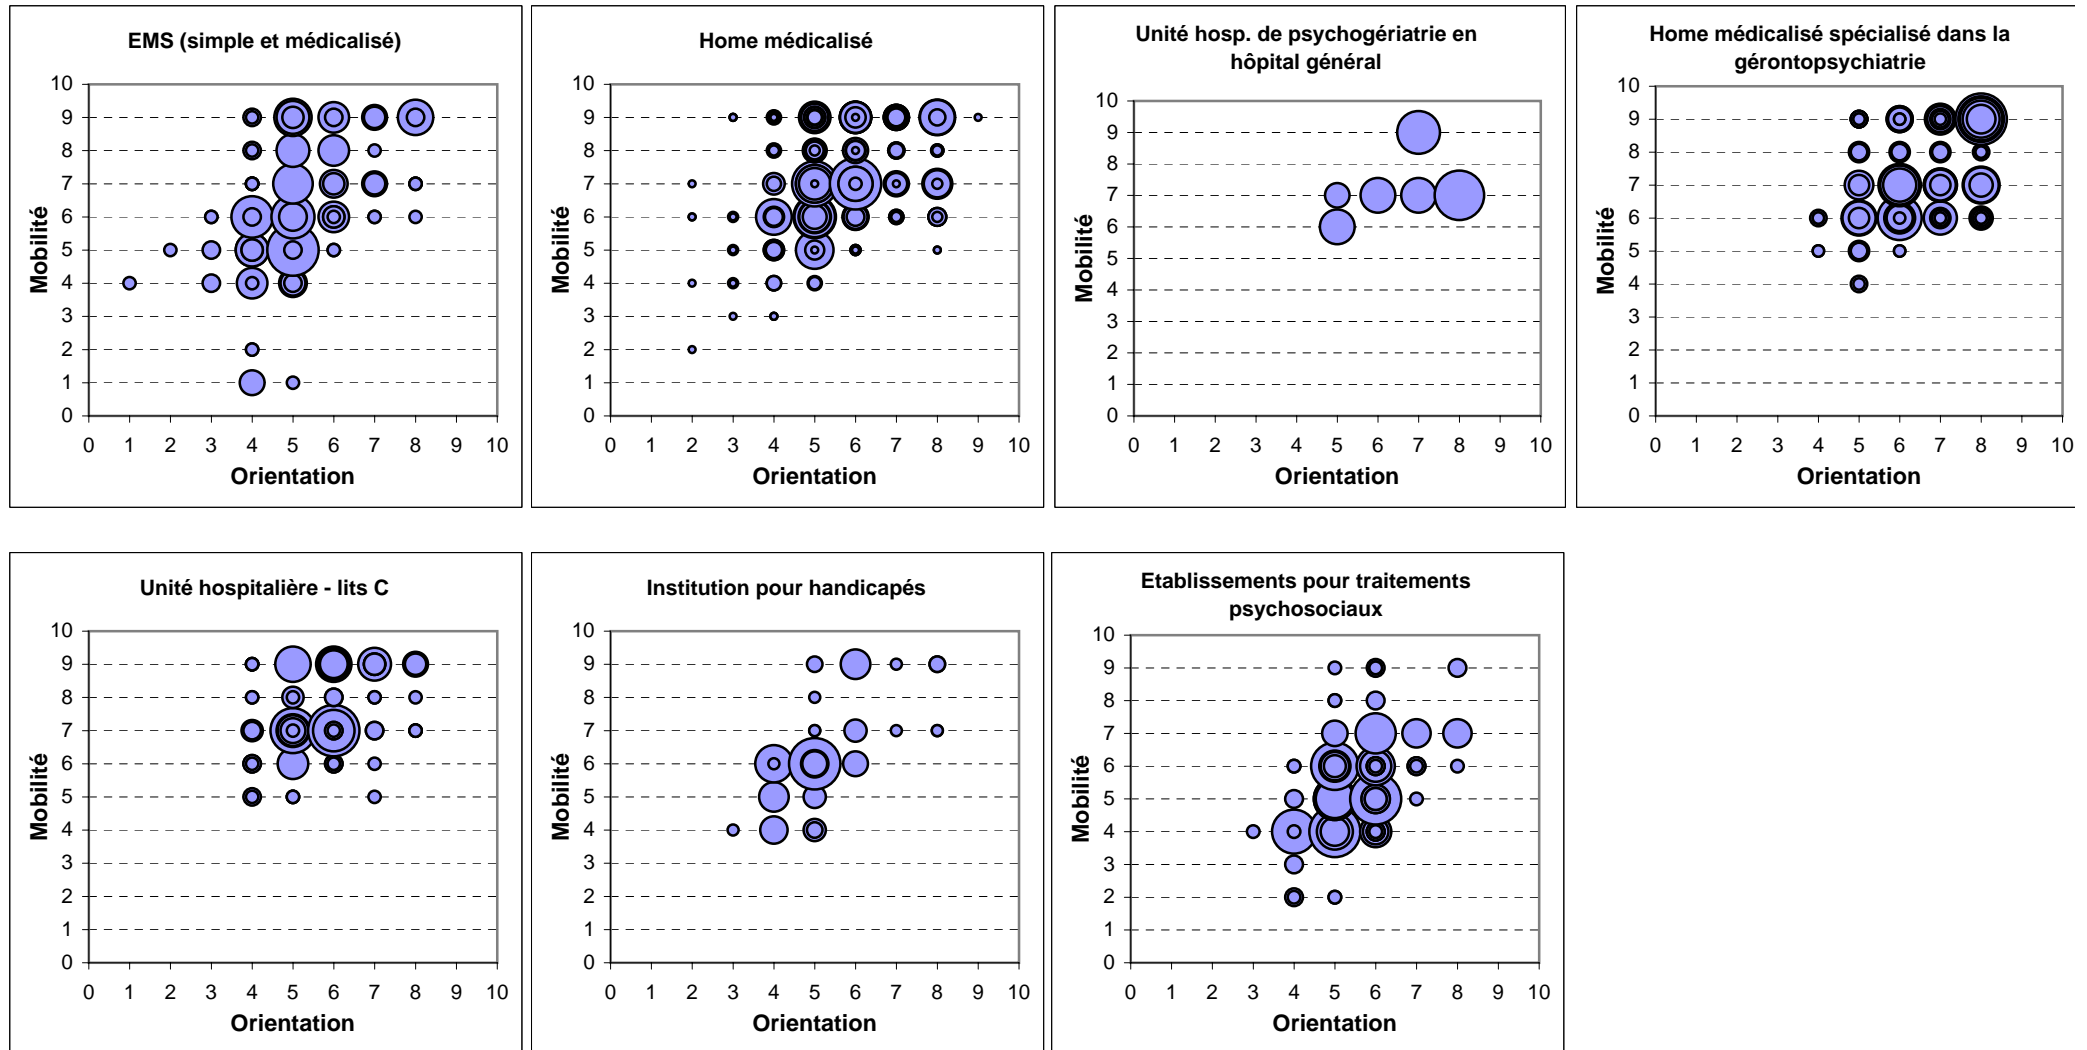 EMS (simple et médicalisé)
10
9
8
7
6
5
4
3
2
1
0
Mobilité
0 1 2 3 4 5 6 7 8 9 10
Orientation
Home médicalisé
10
9
8
7
6
5
4
3
2
1
0
Mobilité
0 1 2 3 4 5 6 7 8 9 10
Orientation
Unité hosp. de psychogériatrie en
hôpital général
10
9
8
7
6
5
4
3
2
1
0
Mobilité
0 1 2 3 4 5 6 7 8 9 10
Orientation
Home médicalisé spécialisé dans la
gérontopsychiatrie
10
9
8
7
6
5
4
3
2
1
0
Mobilité
0 1 2 3 4 5 6 7 8 9 10
Orientation
Unité hospitalière - lits C
10
9
8
7
6
5
4
3
2
1
0
Mobilité
0 1 2 3 4 5 6 7 8 9 10
Orientation
Institution pour handicapés
10
9
8
7
6
5
4
3
2
1
0
Mobilité
0 1 2 3 4 5 6 7 8 9 10
Orientation
Etablissements pour traitements
psychosociaux
10
9
8
7
6
5
4
3
2
1
0
Mobilité
0 1 2 3 4 5 6 7 8 9 10
Orientation